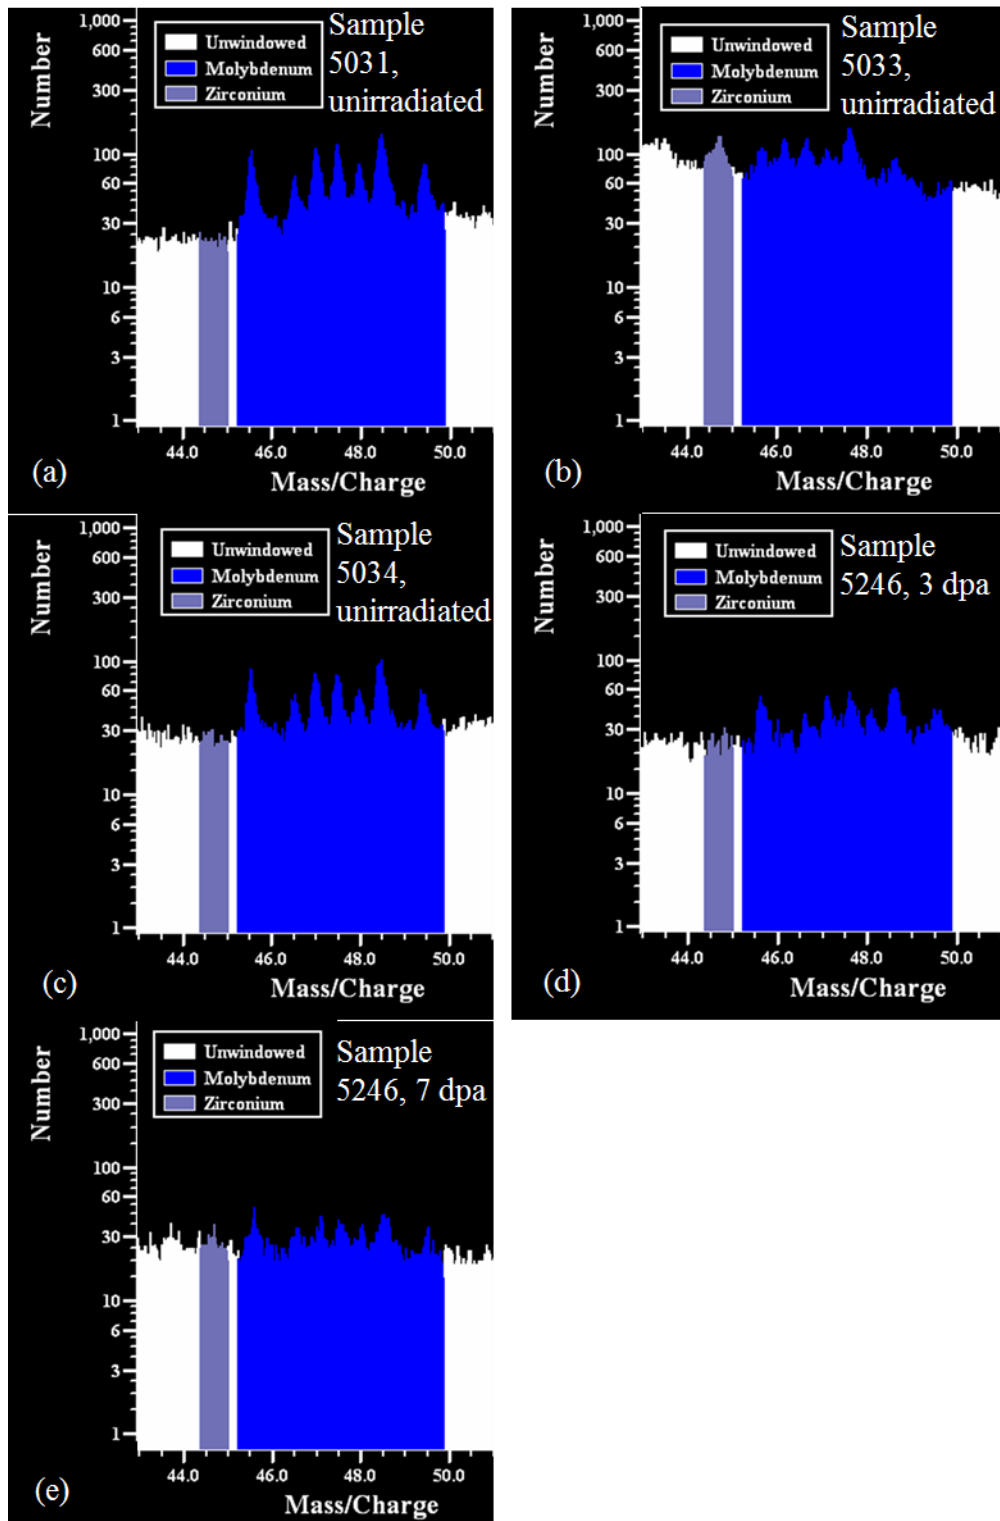 1,000
600
300
100
60
30
10
6
3
1
Number
Unwindowed
Molybdenum
Zirconium
Sample
5031,
unirradiated
44.0 46.0 48.0 50.0
Mass/Charge
(a)
1,000
600
300
100
60
30
10
6
3
1
Number
Unwindowed
Molybdenum
Zirconium
Sample
5033,
unirradiated
44.0 46.0 48.0 50.0
Mass/Charge
(b)
1,000
600
300
100
60
30
10
6
3
1
Number
Unwindowed
Molybdenum
Zirconium
Sample
5034,
unirradiated
44.0 46.0 48.0 50.0
Mass/Charge
(c)
1,000
600
300
100
60
30
10
6
3
1
Number
Unwindowed
Molybdenum
Zirconium
Sample
5246, 3 dpa
44.0 46.0 48.0 50.0
Mass/Charge
(d)
1,000
600
300
100
60
30
10
6
3
1
Number
Unwindowed
Molybdenum
Zirconium
Sample
5246, 7 dpa
44.0 46.0 48.0 50.0
Mass/Charge
(e)